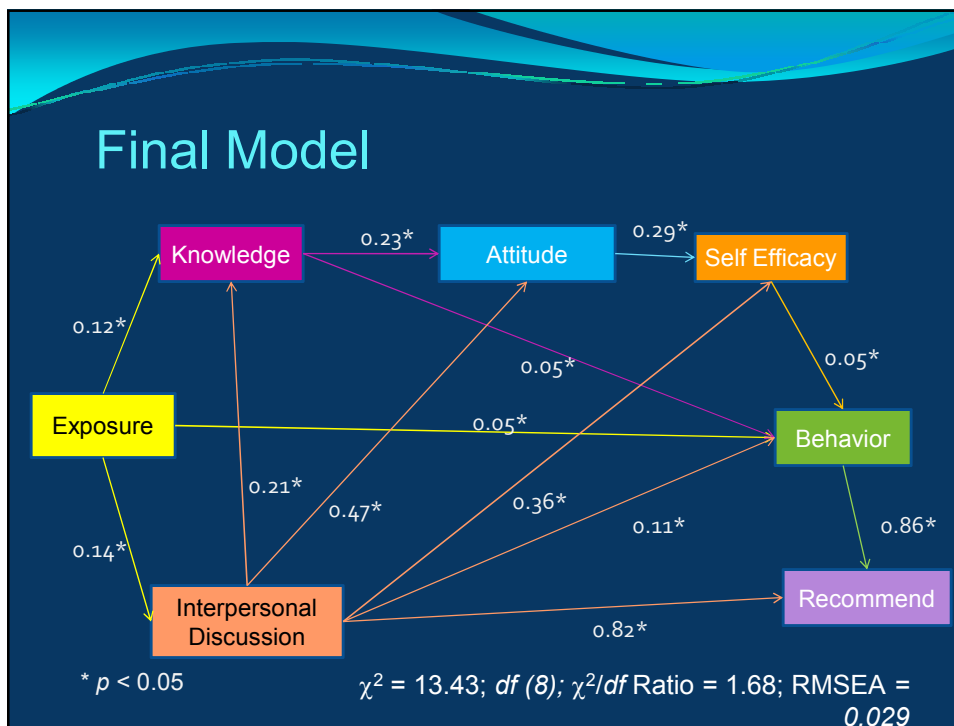 Final Model
Knowledge
0.23*
Attitude
0.29*
Self Efficacy
0.12*
0.05*
0.05*
Exposure
0.05*
Behavior
0.21*
0.47*
0.36*
0.11*
0.86*
0.14*
Interpersonal
Discussion
Recommend
0.82*
* p < 0.05
χ² = 13.43; df (8); χ²/df Ratio = 1.68; RMSEA =
0.029